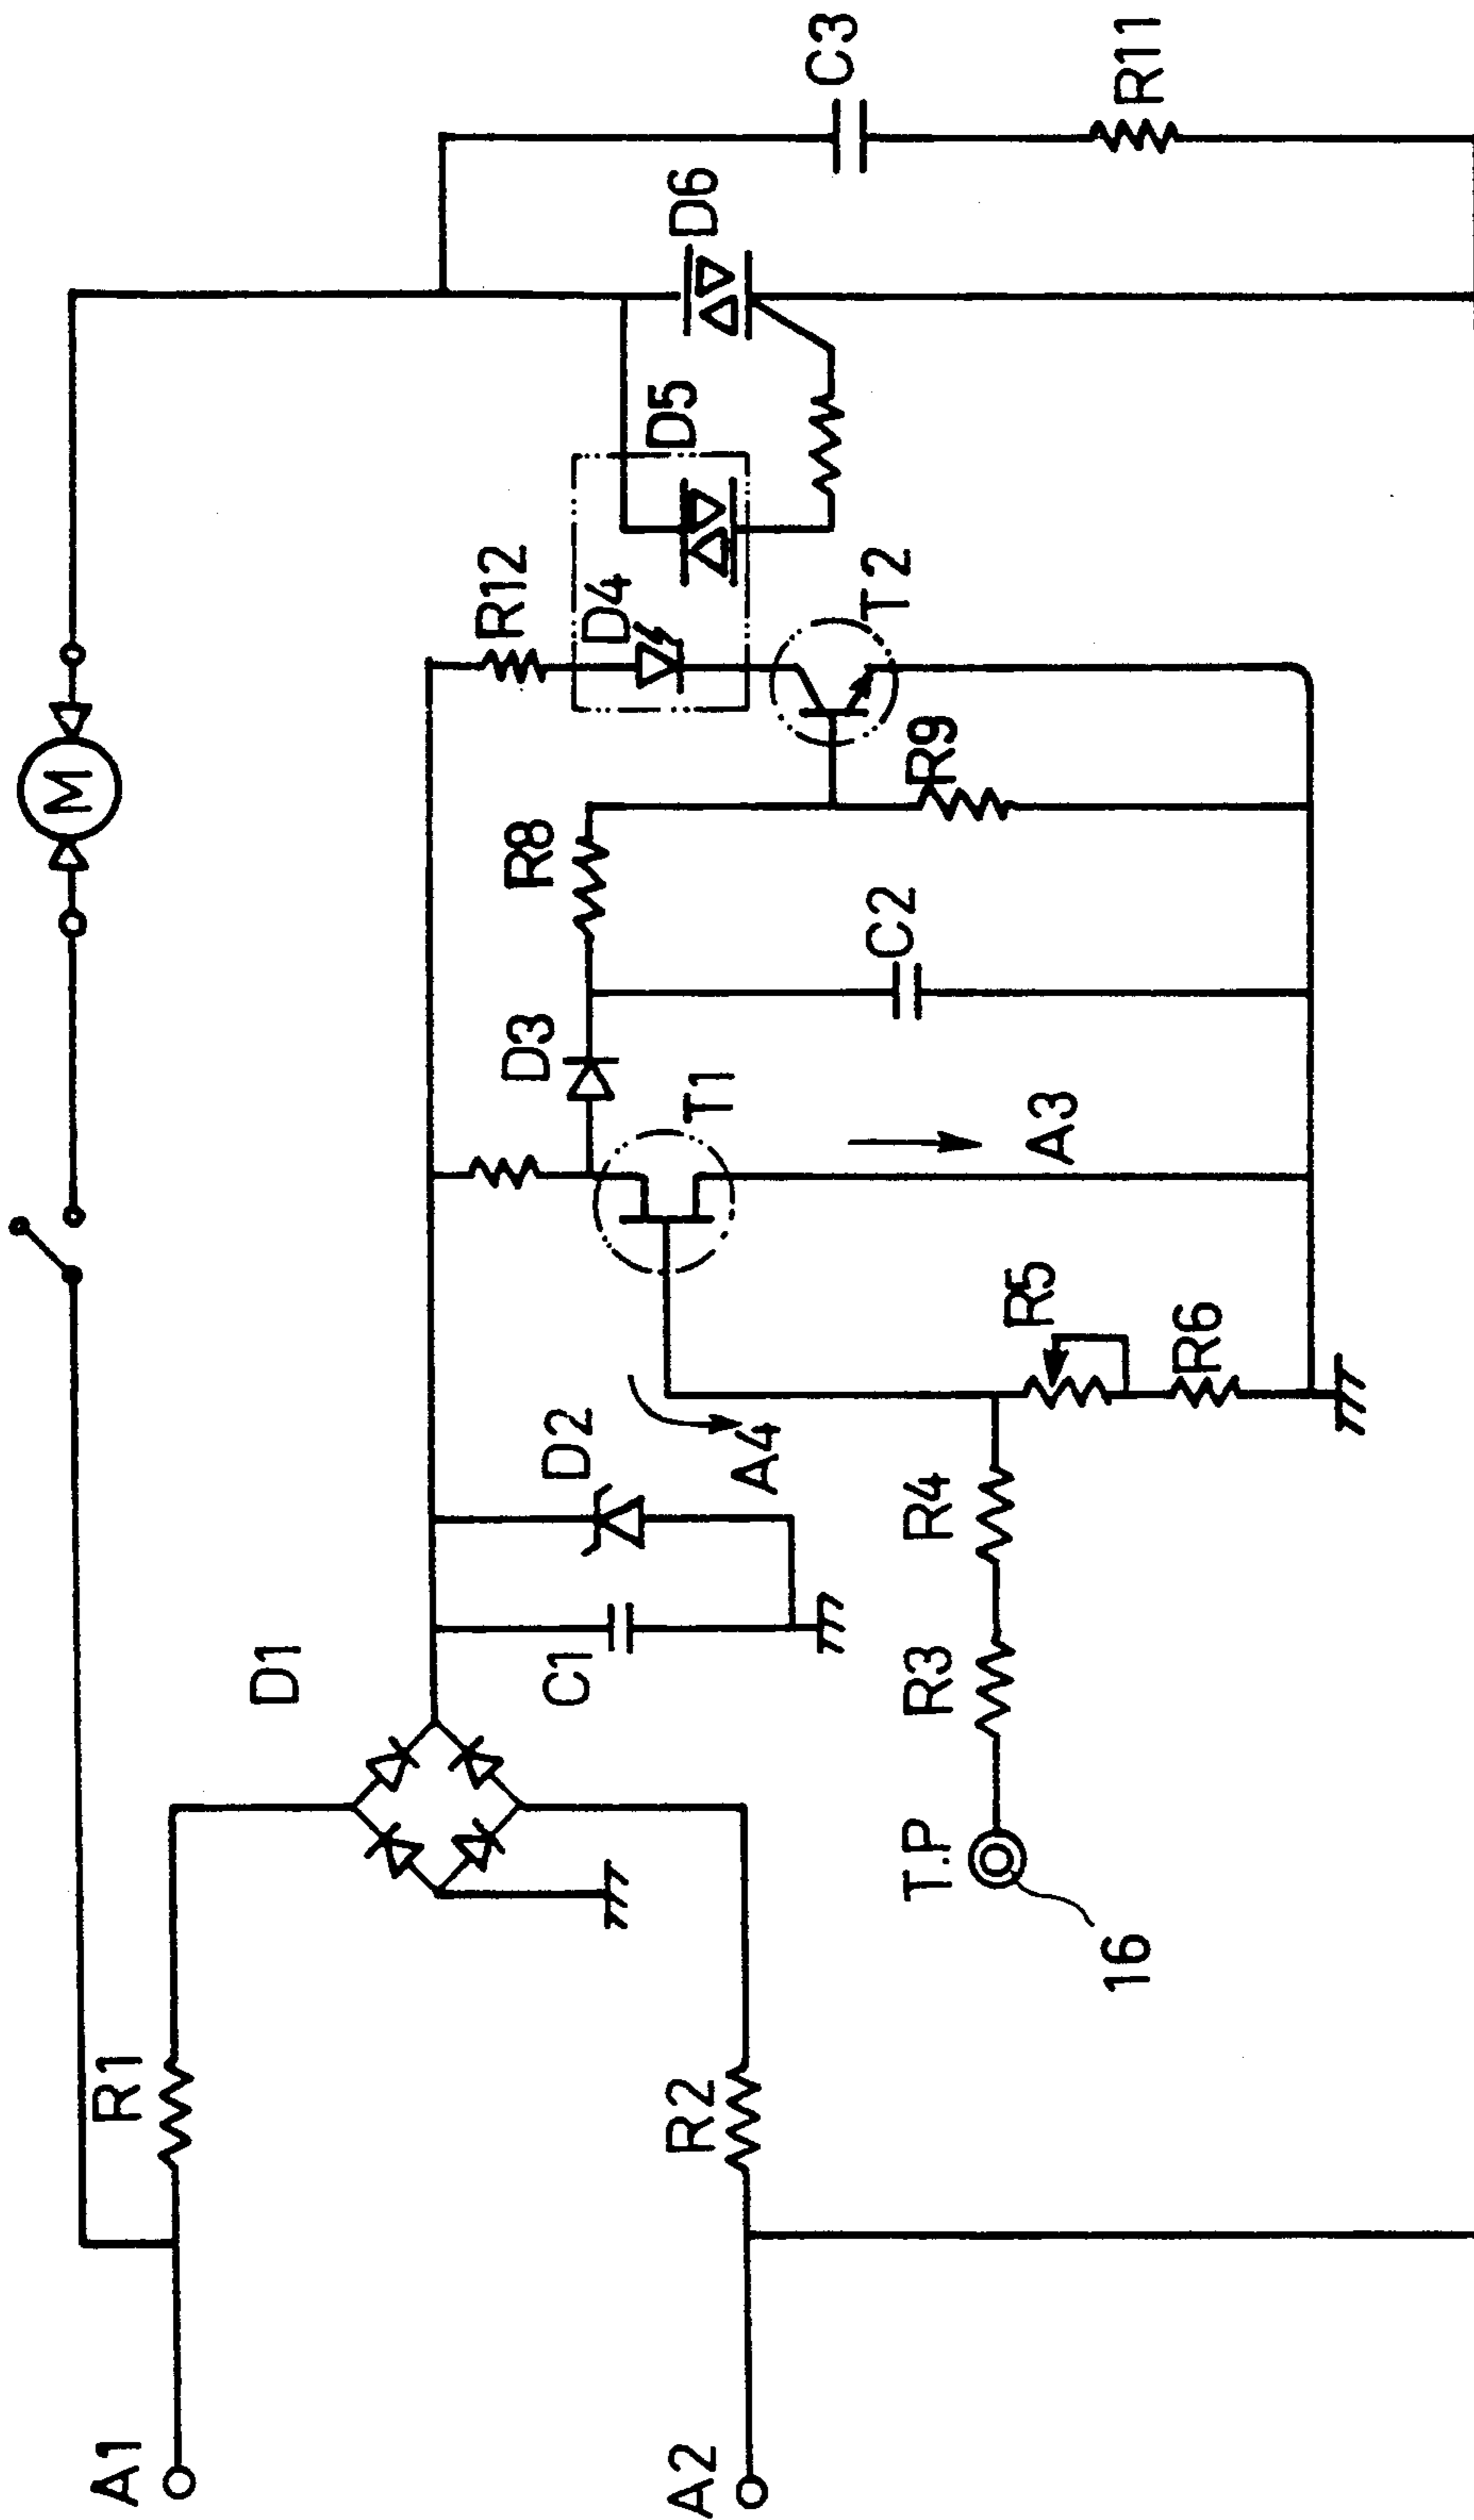 A1
A2
R1
R2
D1
C1
D2
A4
T.P
16
R3
R4
R5
R6
T1
A3
D3
C2
R8
R9
M
R12
D4
T2
D5
D6
C3
R11